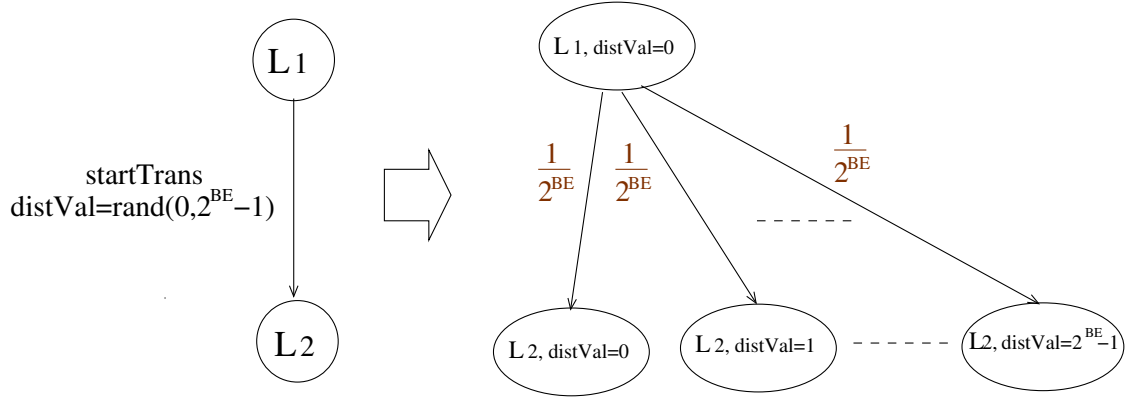 L1
startTrans
distVal=rand(0,2^BE−1)
L2
L1, distVal=0
1
2^BE
1
2^BE
1
2^BE
L2, distVal=0
L2, distVal=1
L2, distVal=2^BE−1